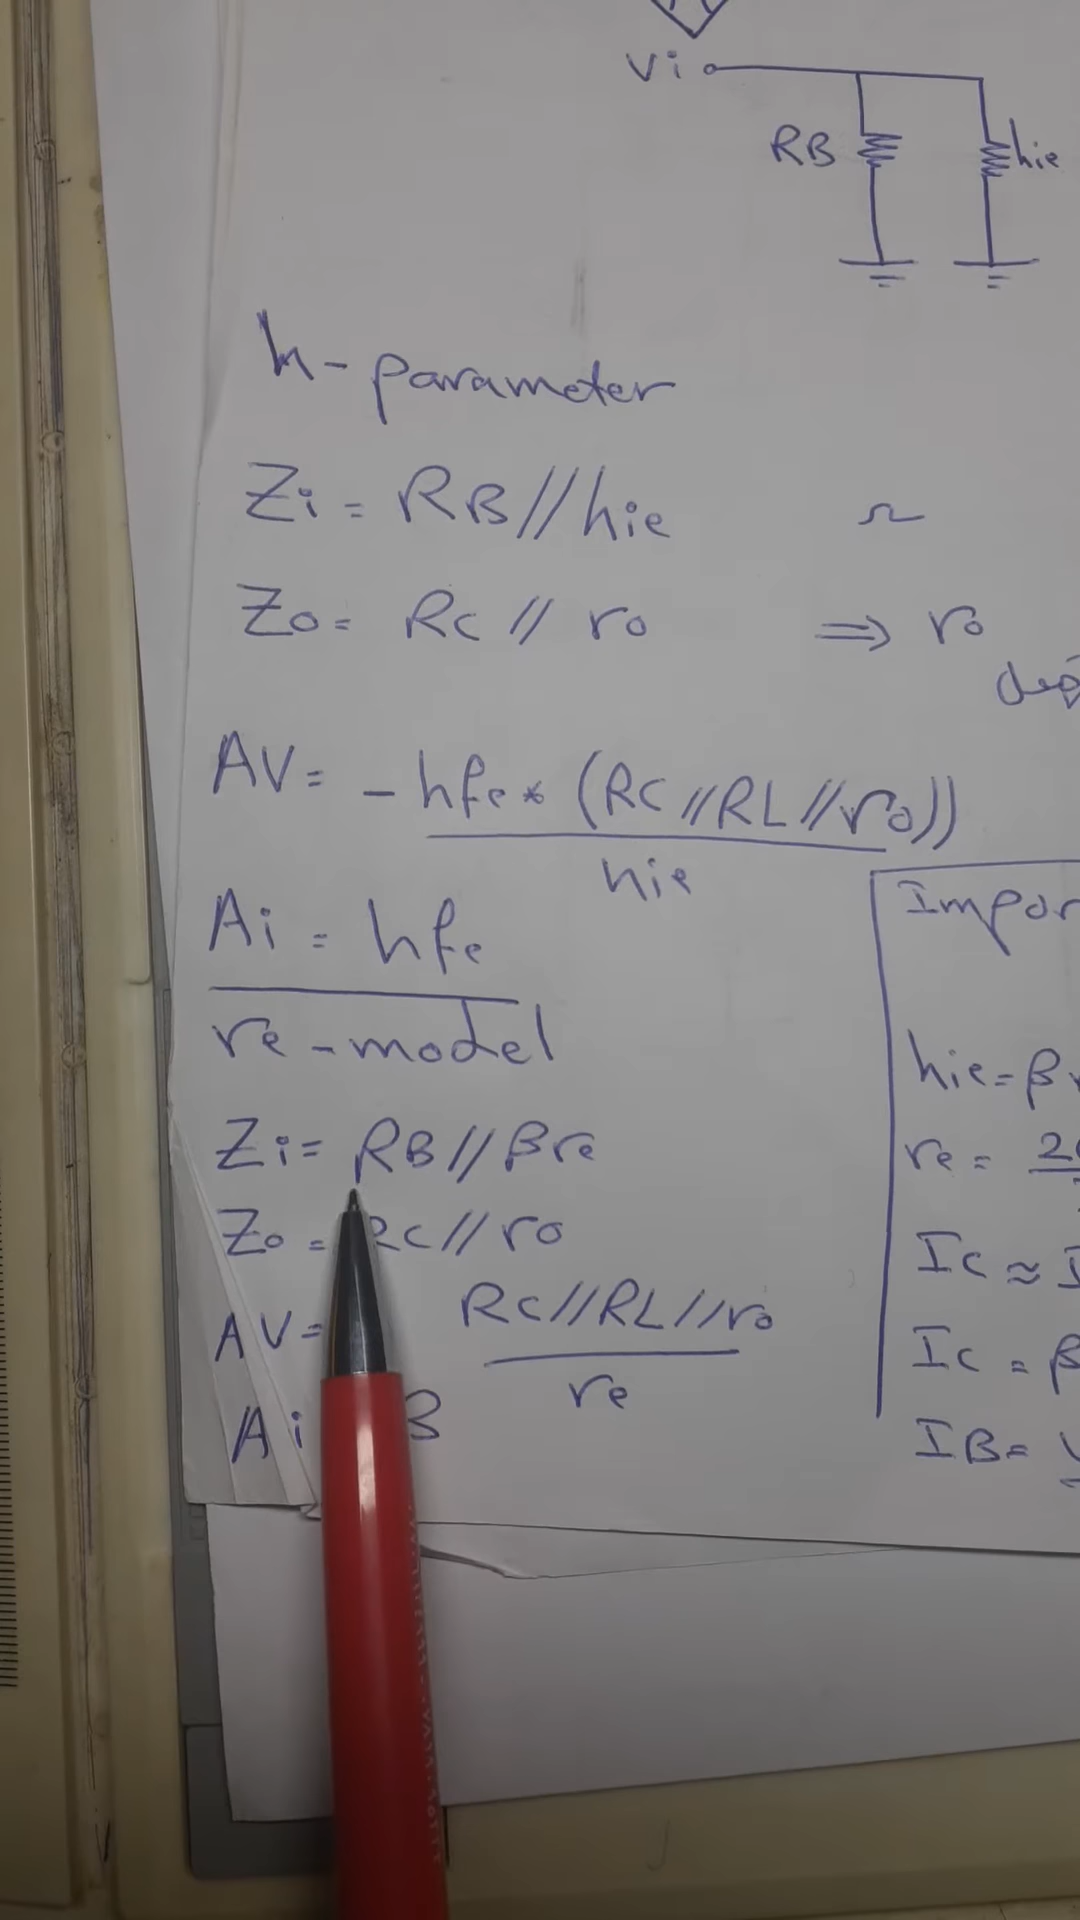 Vi
RB hie
h-parameter
Zi = RB//hie
Zo = Rc // ro ⇒ ro
AV = -hfe * (RC//RL//ro))
hie
Ai = hfe
re-model
Zi = RB//βre
Zo = Rc//ro
AV = RC//RL//ro
re
Ai B
hie = β
re =
Ic ≈
Ic = β
IB =